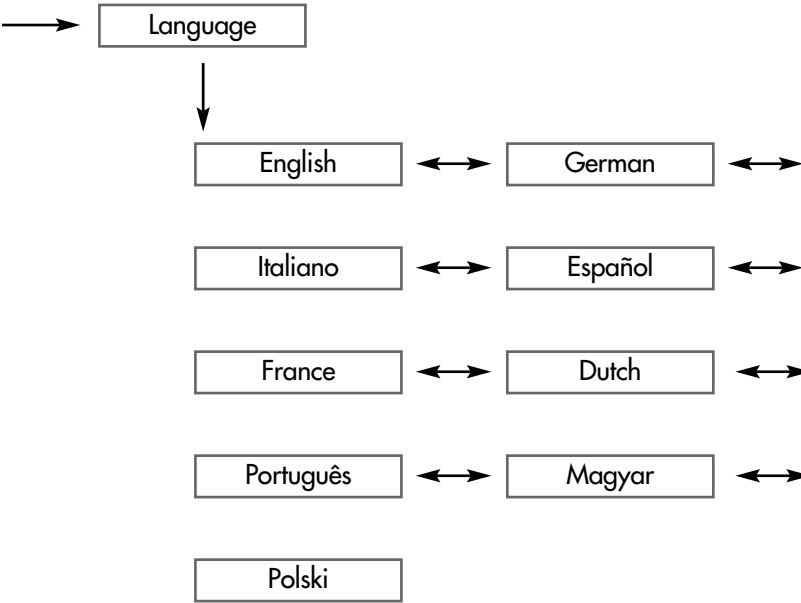 Language
English German
Italiano Español
France Dutch
Português Magyar
Polski